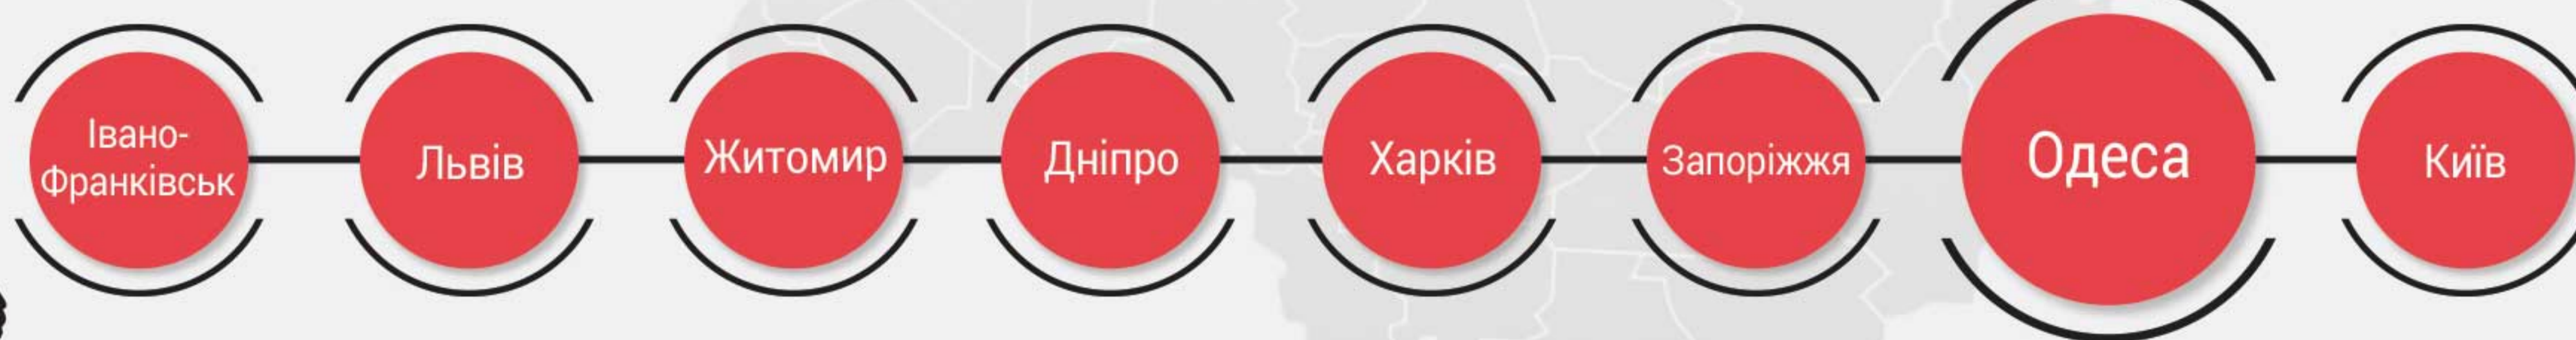 Івано-
Франківськ
Львів
Житомир
Дніпро
Харків
Запоріжжя
Одеса
Київ